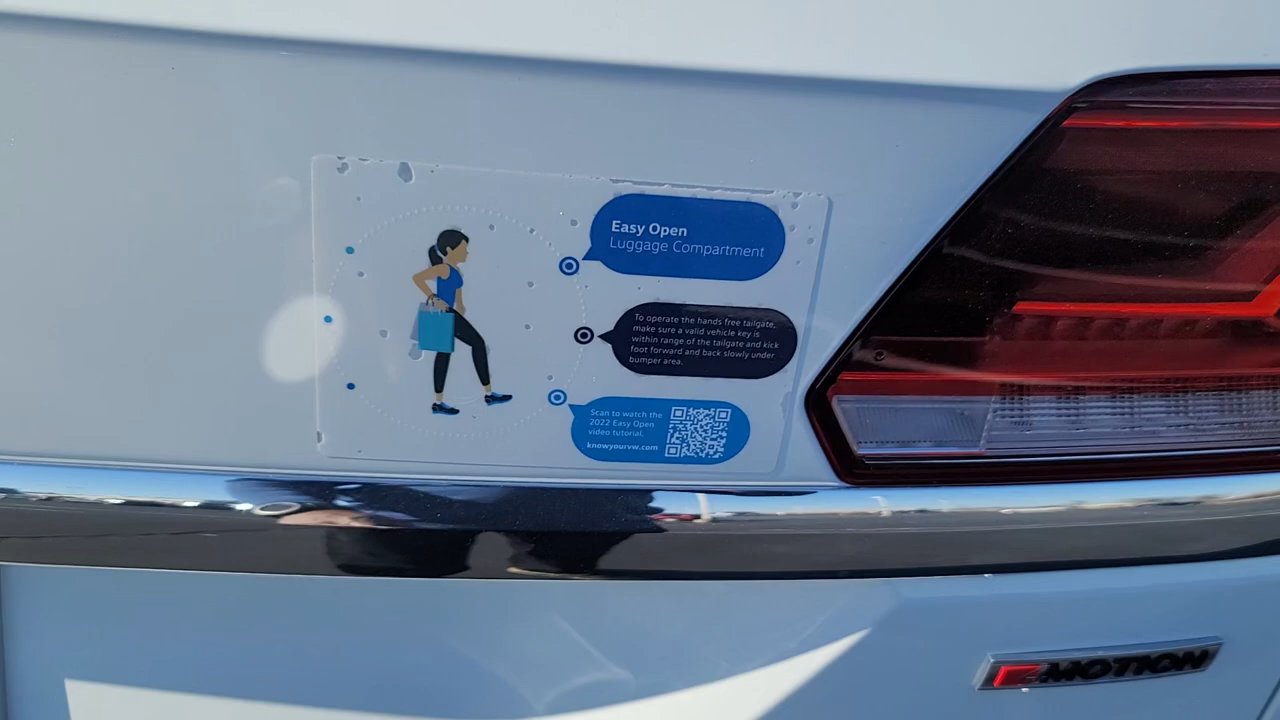 Easy Open
Luggage Compartment
To operate the hands free tailgate,
make sure a valid vehicle key is
within range of the tailgate and kick
foot forward and back slowly under
bumper area.
Scan to watch the
2022 Easy Open
video tutorial.
knowyourvw.com
4MOTION